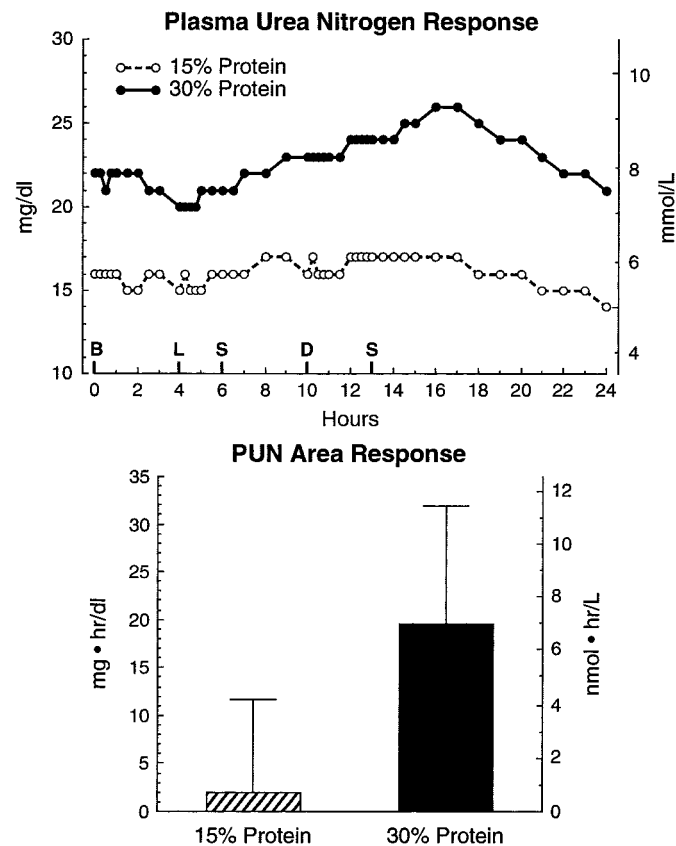 Plasma Urea Nitrogen Response
30
25
20
15
10
mg/dl
15% Protein
30% Protein
10
8
6
4
mmol/L
B L S D S
0 2 4 6 8 10 12 14 16 18 20 22 24
Hours
PUN Area Response
35
30
25
20
15
10
5
0
mg • hr/dl
12
10
8
6
4
2
0
nmol • hr/L
15% Protein 30% Protein